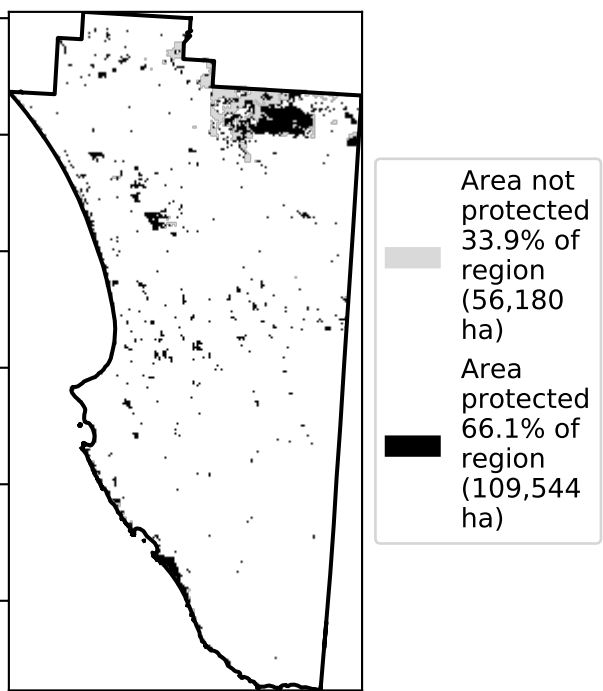 Area not
protected
33.9% of
region
(56,180
ha)
Area
protected
66.1% of
region
(109,544
ha)